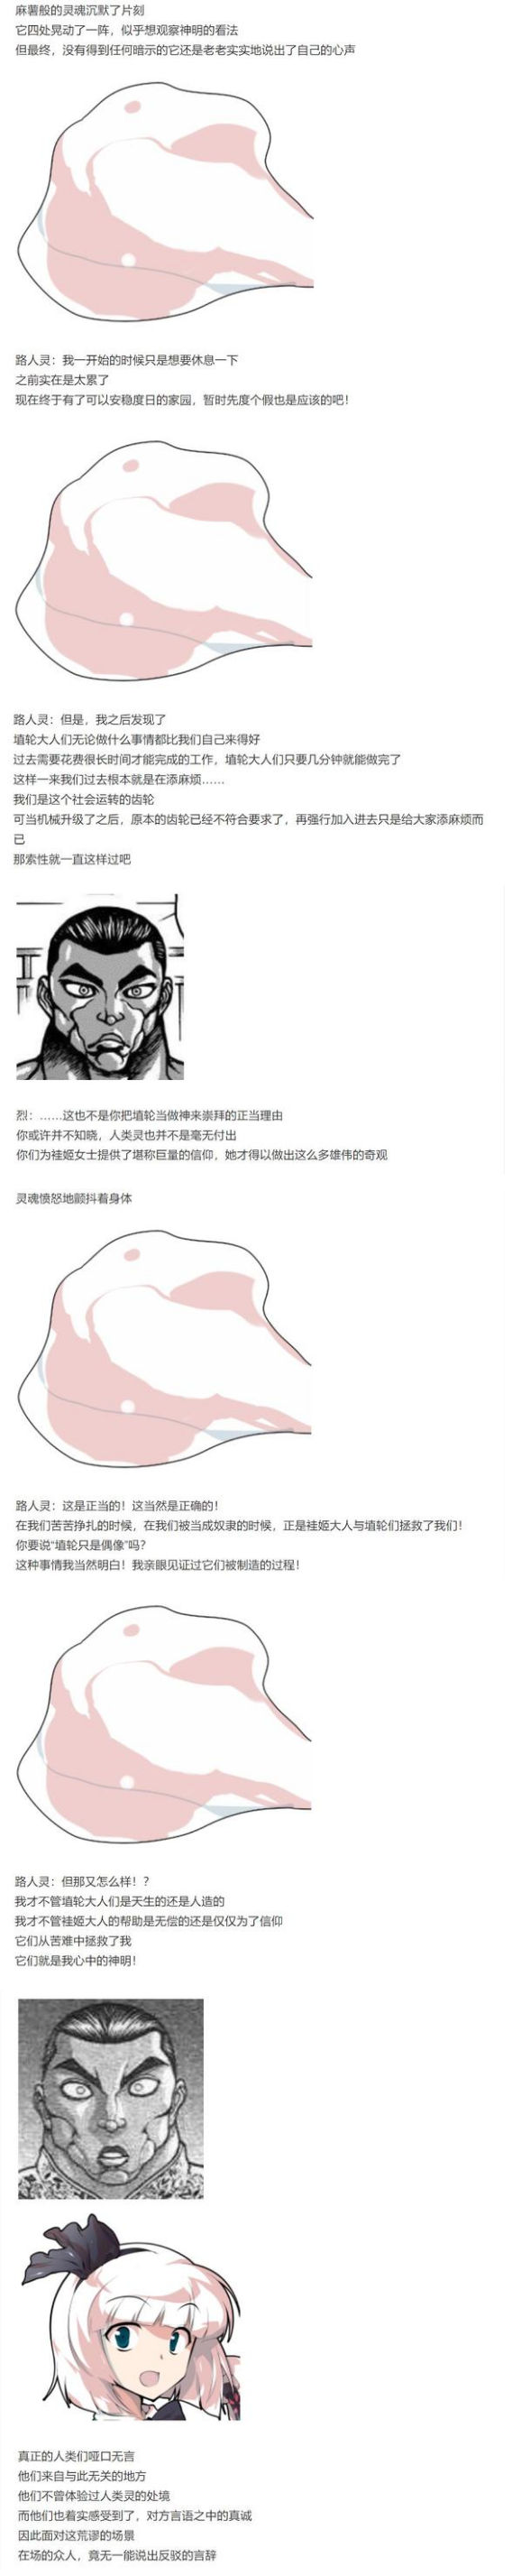 麻薯般的灵魂沉默了片刻
它四处晃动了一阵，似乎想观察神明的看法
但最终，没有得到任何暗示的它还是老老实实地说出了自己的心声
路人灵：我一开始的时候只是想要休息一下
之前实在是太累了
现在终于有了可以安稳度日的家园，暂时先度个假也是应该的吧！
路人灵：但是，我之后发现了
埴轮大人们无论做什么事情都比我们自己来得好
过去需要花费很长时间才能完成的工作，埴轮大人们只要几分钟就能做完了
这样一来我们过去根本就是在添麻烦……
我们是这个社会运转的齿轮
可当机械升级了之后，原本的齿轮已经不符合要求了，再强行加入进去只是给大家添麻烦而
已
那索性就一直这样过吧
烈：……这也不是你把埴轮当做神来崇拜的正当理由
你或许并不知晓，人类灵也并不是毫无付出
你们为袿姬女士提供了堪称巨量的信仰，她才得以做出这么多雄伟的奇观
灵魂愤怒地颤抖着身体
路人灵：这是正当的！这当然是正确的！
在我们苦苦挣扎的时候，在我们被当成奴隶的时候，正是袿姬大人与埴轮们拯救了我们！
你要说“埴轮只是偶像”吗？
这种事情我当然明白！我亲眼见证过它们被制造的过程！
路人灵：但那又怎么样！？
我才不管埴轮大人们是天生的还是人造的
我才不管袿姬大人的帮助是无偿的还是仅仅为了信仰
它们从苦难中拯救了我
它们就是我心中的神明！
真正的人类们哑口无言
他们来自与此无关的地方
他们不曾体验过人类灵的处境
而他们也着实感受到了，对方言语之中的真诚
因此面对这荒谬的场景
在场的众人，竟无一能说出反驳的言辞